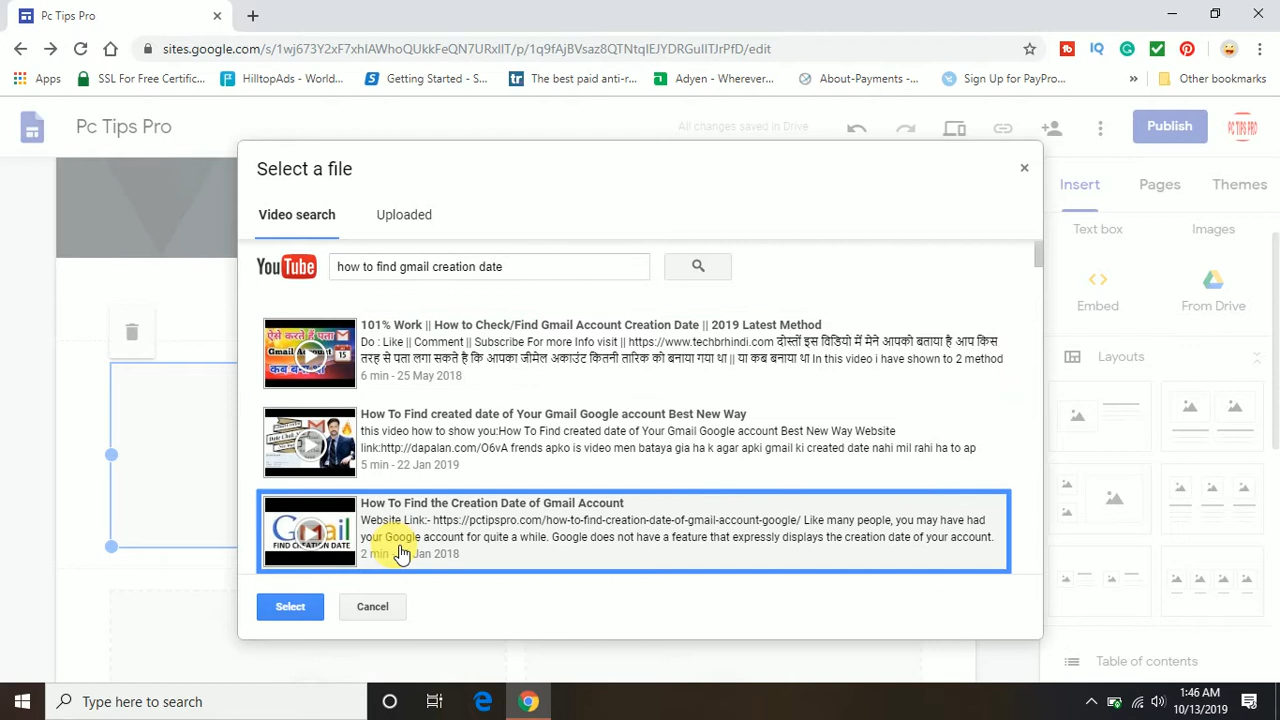 Pc Tips Pro
sites.google.com/s/1wj673Y2xF7xhIAWhoQUkkFeQN7URxIIT/p/1q9fAjBVsaz8QTNtqIEJYDRGuIITJrPfD/edit
Apps
SSL For Free Certific...
HilltopAds - World...
Getting Started - S...
The best paid anti-r...
Adyen - Wherever...
About-Payments -...
Sign Up for PayPro...
Other bookmarks
Pc Tips Pro
All changes saved in Drive
Publish
PC TIPS PRO
Select a file
Video search
Uploaded
YouTube
how to find gmail creation date
101% Work || How to Check/Find Gmail Account Creation Date || 2019 Latest Method
Do : Like || Comment || Subscribe For more Info visit || https://www.techbrhindi.com दोस्तों इस विडियो में मेने आपको बताया है आप किस
तरह से पता लगा सकते है कि आपका जीमेल अकाउंट कितनी तारिक को बनाया गया था || या कब बनाया था In this video i have shown to 2 method
6 min - 25 May 2018
How To Find created date of Your Gmail Google account Best New Way
this video how to show you:How To Find created date of Your Gmail Google account Best New Way Website
link:http://dapalan.com/O6vA frends apko is video men bataya gia ha k agar apki gmail ki created date nahi mil rahi ha to ap
5 min - 22 Jan 2019
How To Find the Creation Date of Gmail Account
Website Link:- https://pctipspro.com/how-to-find-creation-date-of-gmail-account-google/ Like many people, you may have had
your Google account for quite a while. Google does not have a feature that expressly displays the creation date of your account.
2 min Jan 2018
Select
Cancel
Insert
Pages
Themes
Text box
Images
Embed
From Drive
Layouts
Table of contents
Type here to search
1:46 AM
10/13/2019